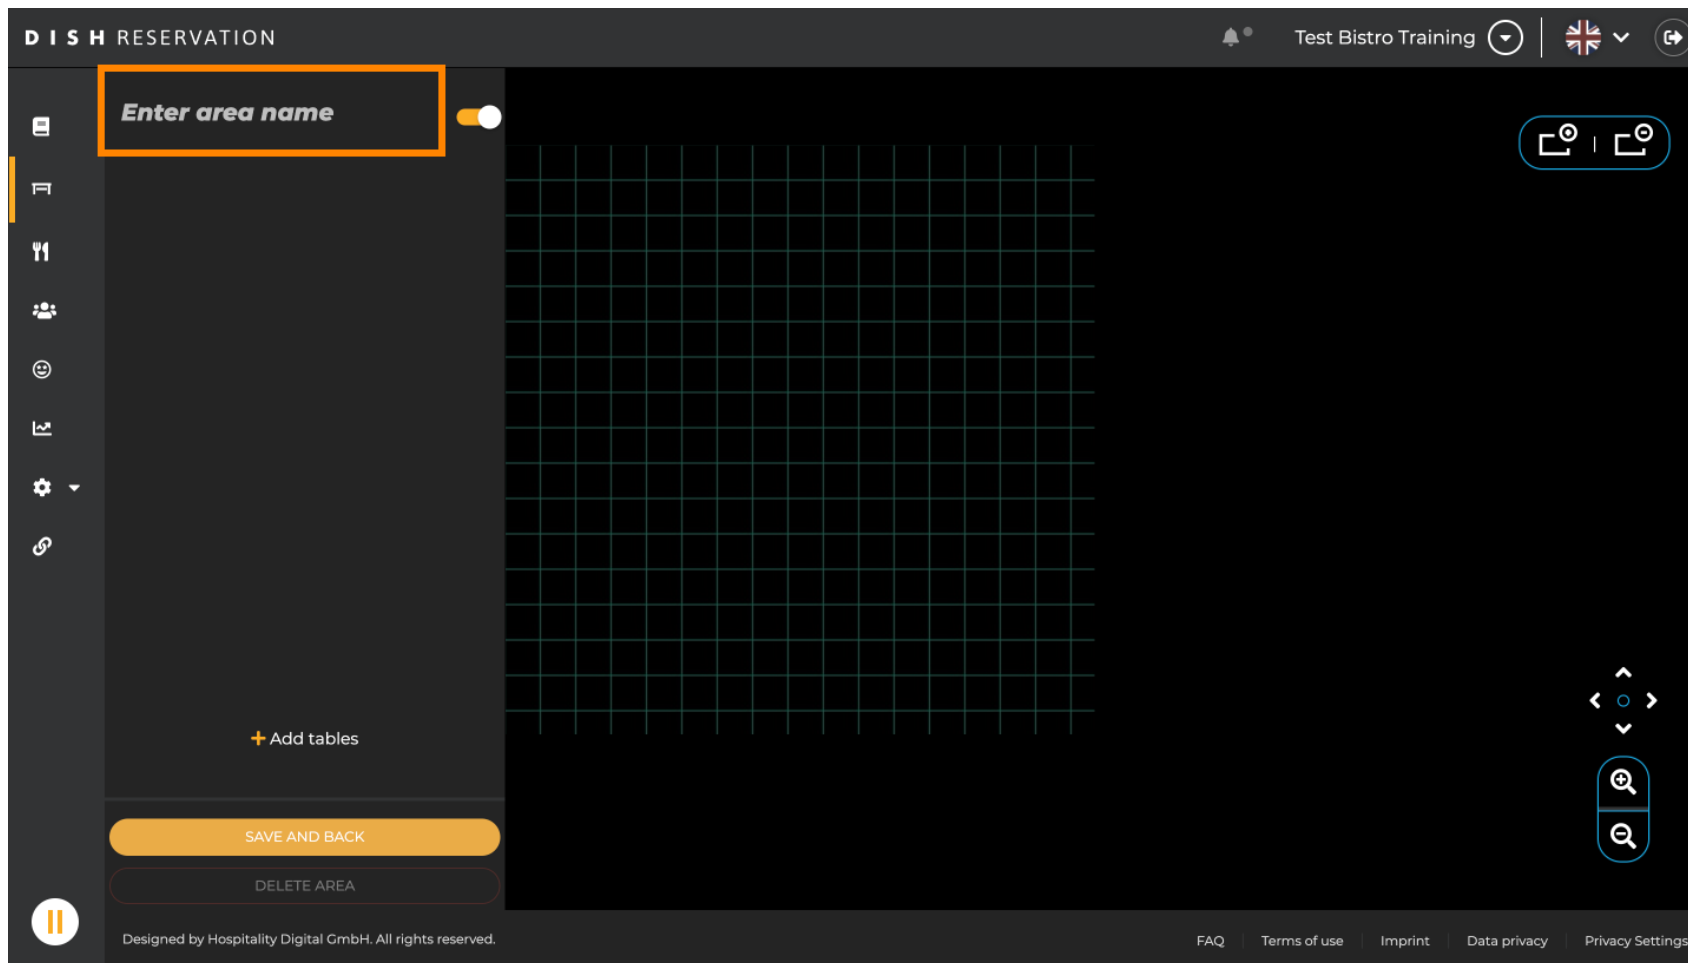 DISH RESERVATION
Test Bistro Training
Enter area name
+ Add tables
SAVE AND BACK
DELETE AREA
Designed by Hospitality Digital GmbH. All rights reserved.
FAQ | Terms of use | Imprint | Data privacy | Privacy Settings